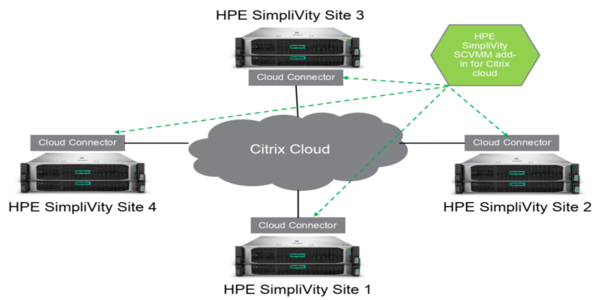 HPE SimpliVity Site 3
HPE
SimpliVity
SCVMM add-
in for Citrix
cloud
Cloud Connector
Cloud Connector
Citrix Cloud
Cloud Connector
HPE SimpliVity Site 4
HPE SimpliVity Site 2
Cloud Connector
HPE SimpliVity Site 1